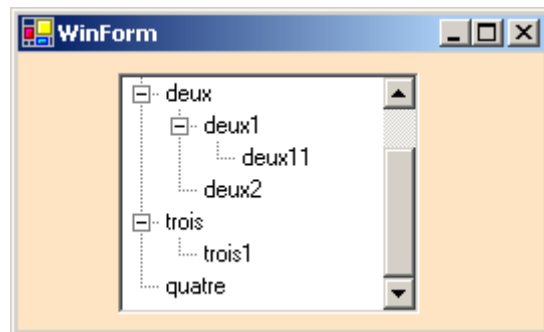 WinForm
deux
deux1
deux11
deux2
trois
trois1
quatre